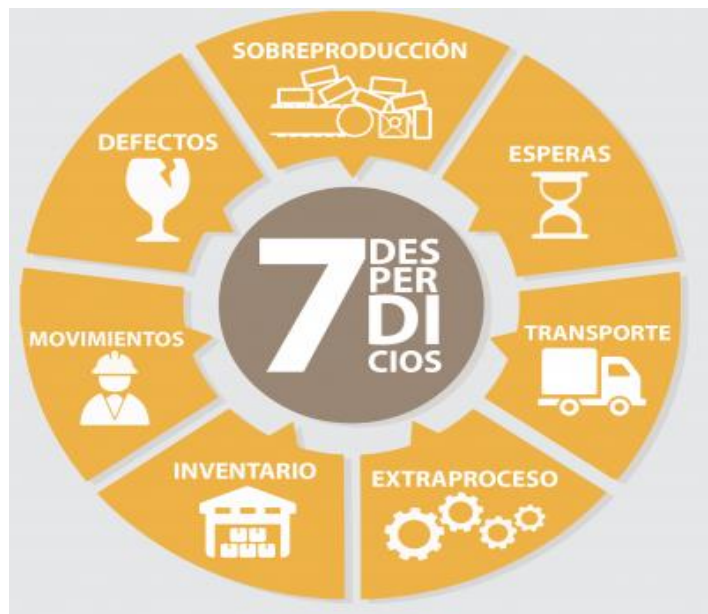 SOBREPRODUCCIÓN
ESPERAS
TRANSPORTE
EXTRAPROCESO
INVENTARIO
MOVIMIENTOS
DEFECTOS
7
DES
PER
DI
CIOS